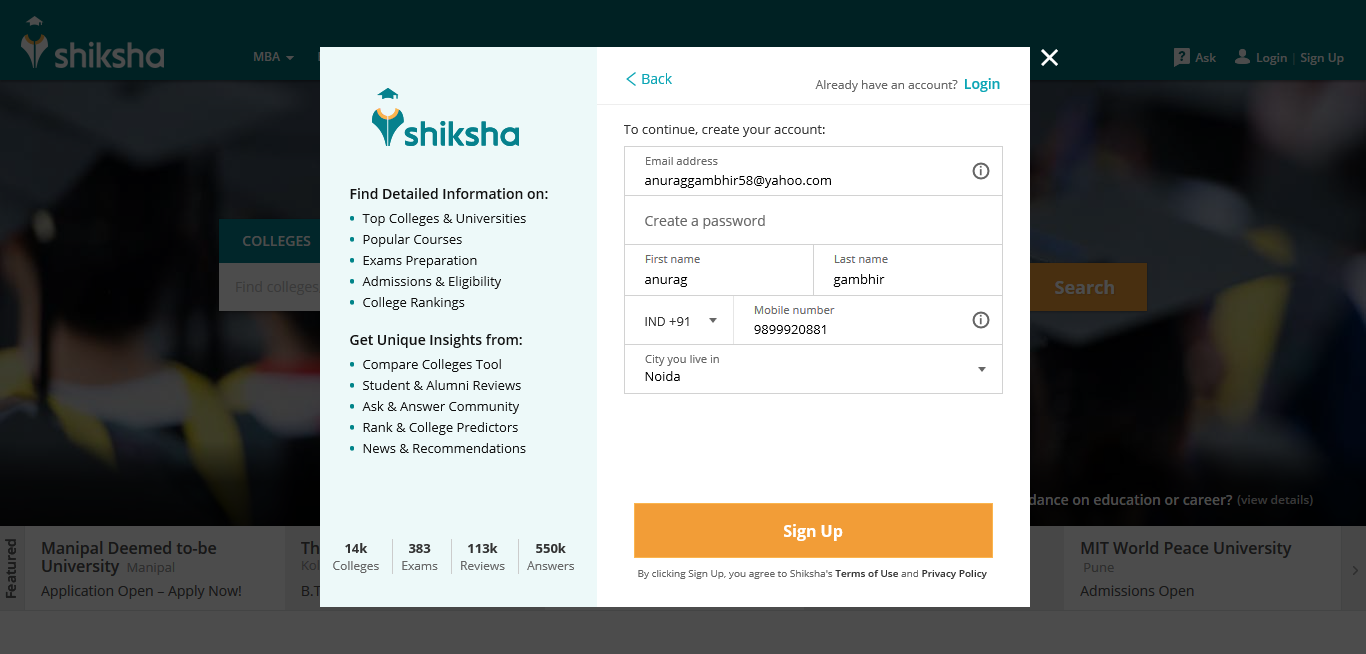 shiksha
MBA
Ask
Login | Sign Up
shiksha
Find Detailed Information on:
• Top Colleges & Universities
• Popular Courses
• Exams Preparation
• Admissions & Eligibility
• College Rankings
Get Unique Insights from:
• Compare Colleges Tool
• Student & Alumni Reviews
• Ask & Answer Community
• Rank & College Predictors
• News & Recommendations
14k
Colleges
383
Exams
113k
Reviews
550k
Answers
Back
Already have an account? Login
To continue, create your account:
Email address
anuraggambhir58@yahoo.com
Create a password
First name
anurag
Last name
gambhir
IND +91
Mobile number
9899920881
City you live in
Noida
Sign Up
By clicking Sign Up, you agree to Shiksha's Terms of Use and Privacy Policy
COLLEGES
Find colleges,
Search
dance on education or career? (view details)
Featured
Manipal Deemed to-be
University Manipal
Application Open – Apply Now!
Th
Kol
B.T
MIT World Peace University
Pune
Admissions Open